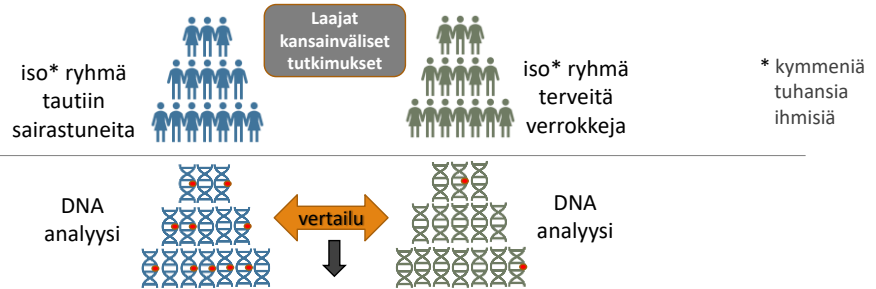 Laajat
kansainväliset
tutkimukset
iso* ryhmä
tautiin
sairastuneita
iso* ryhmä
terveitä
verrokkeja
* kymmeniä
tuhansia
ihmisiä
DNA
analyysi
vertailu
DNA
analyysi